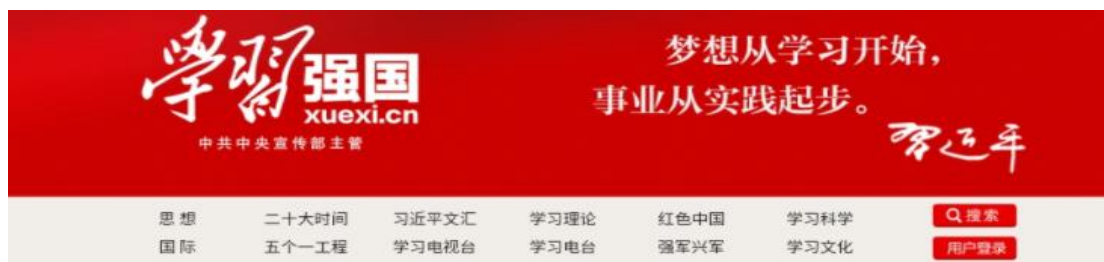 學習强国
xuexi.cn
中共中央宣传部主管
梦想从学习开始，
事业从实践起步。
习近平
思想 二十大时间 习近平文汇 学习理论 红色中国 学习科学 搜索
国际 五个一工程 学习电视台 学习电台 强军兴军 学习文化 用户登录